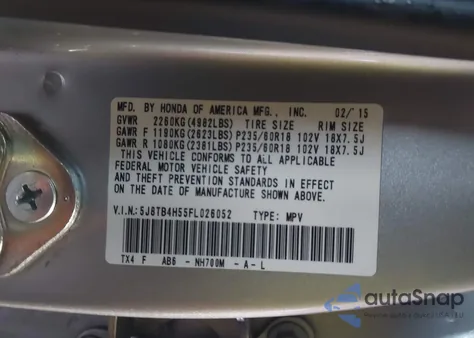 MFD. BY HONDA OF AMERICA MFG., INC. 02/15
GVWR 2260KG(4982LBS) TIRE SIZE RIM SIZE
GAWR F 1190KG(2623LBS)P235/60R18 102V 18X7.5J
GAWR R 1080KG(2381LBS)P235/60R18 102V 18X7.5J
THIS VEHICLE CONFORMS TO ALL APPLICABLE
FEDERAL MOTOR VEHICLE SAFETY
AND THEFT PREVENTION STANDARDS IN EFFECT
ON THE DATE OF MANUFACTURE SHOWN ABOVE.
V.I.N.:5J8TB4H55FL026052 TYPE: MPV
TX4 F AB6 -NH700M -A-L
autoSnap